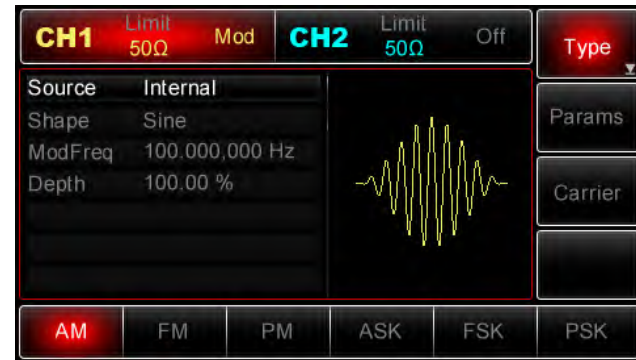 CH1 Limit 50Ω Mod CH2 Limit 50Ω Off Type
Source Internal
Shape Sine
Params
ModFreq 100.000,000 Hz
Depth 100.00 %
Carrier
AM FM PM ASK FSK PSK